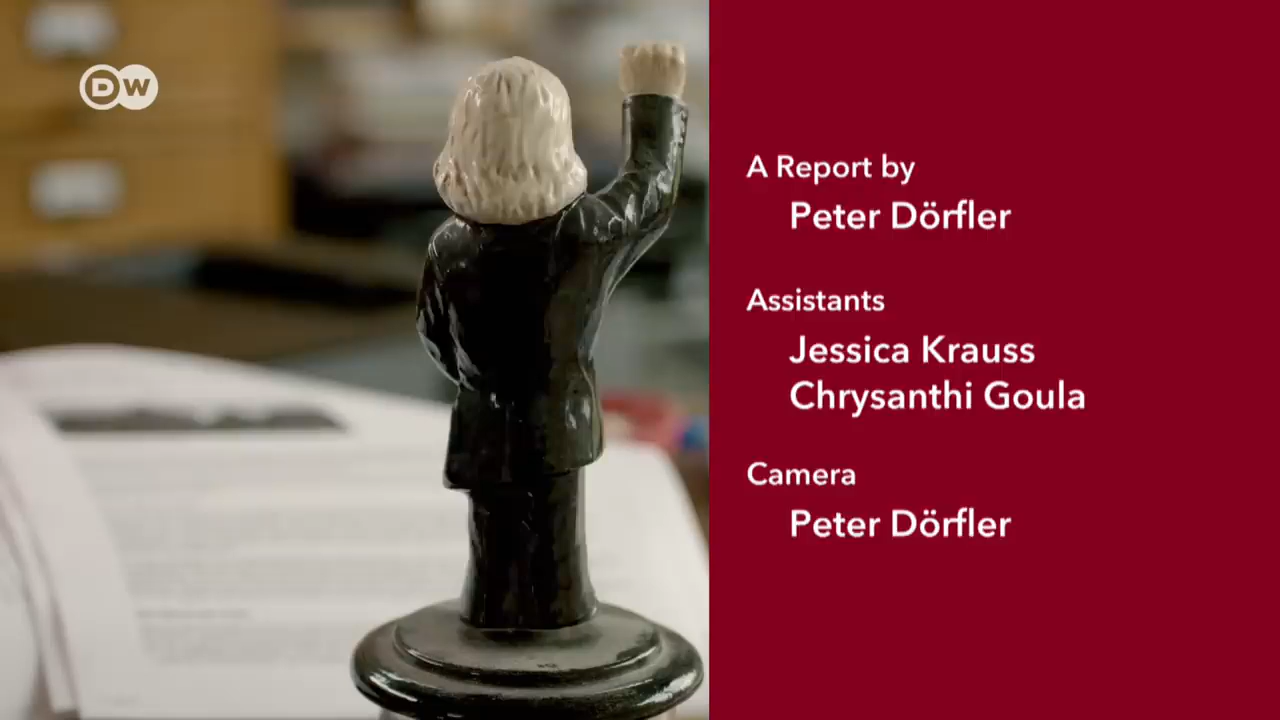 DW
A Report by
Peter Dörfler
Assistants
Jessica Krauss
Chrysanthi Goula
Camera
Peter Dörfler